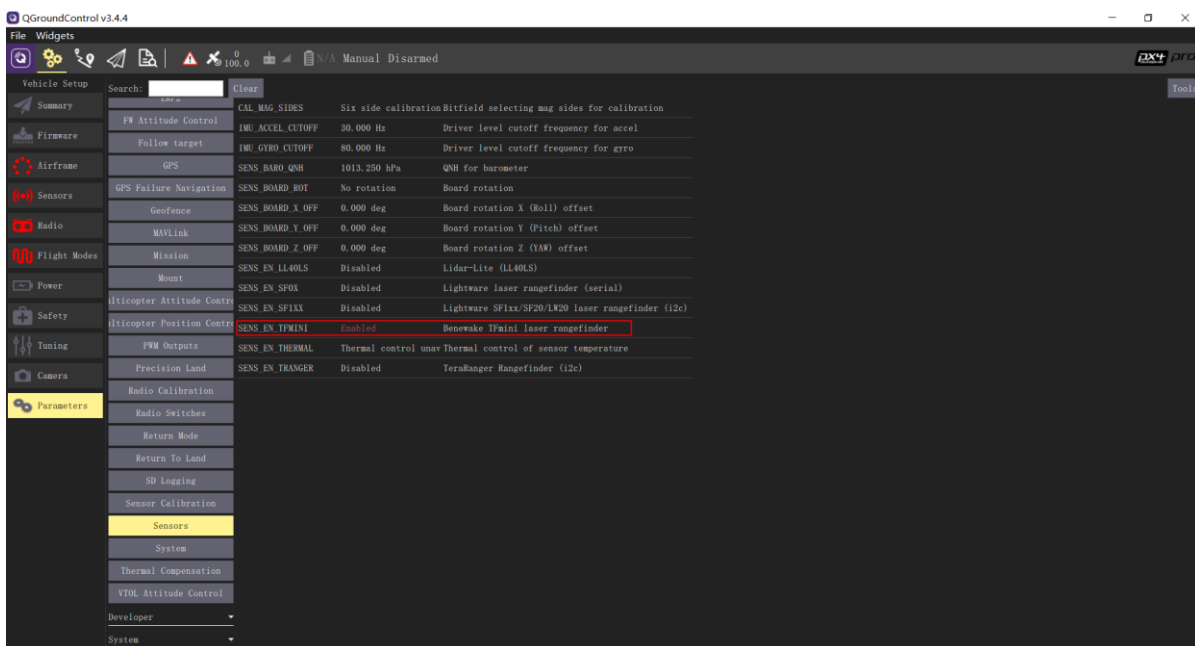 QGroundControl v3.4.4
File Widgets
0
100.0
N/A Manual Disarmed
px4 pro
Vehicle Setup
Summary
Firmware
Airframe
Sensors
Radio
Flight Modes
Power
Safety
Tuning
Camera
Parameters
Search:
Clear
Tools
FW Attitude Control
Follow target
GPS
GPS Failure Navigation
Geofence
MAVLink
Mission
Mount
lticopter Attitude Contro
lticopter Position Contro
PWM Outputs
Precision Land
Radio Calibration
Radio Switches
Return Mode
Return To Land
SD Logging
Sensor Calibration
Sensors
System
Thermal Compensation
VTOL Attitude Control
Developer
System
CAL_MAG_SIDES Six side calibration Bitfield selecting mag sides for calibration
IMU_ACCEL_CUTOFF 30.000 Hz Driver level cutoff frequency for accel
IMU_GYRO_CUTOFF 80.000 Hz Driver level cutoff frequency for gyro
SENS_BARO_QNH 1013.250 hPa QNH for barometer
SENS_BOARD_ROT No rotation Board rotation
SENS_BOARD_X_OFF 0.000 deg Board rotation X (Roll) offset
SENS_BOARD_Y_OFF 0.000 deg Board rotation Y (Pitch) offset
SENS_BOARD_Z_OFF 0.000 deg Board rotation Z (YAW) offset
SENS_EN_LL40LS Disabled Lidar-Lite (LL40LS)
SENS_EN_SF0X Disabled Lightware laser rangefinder (serial)
SENS_EN_SF1XX Disabled Lightware SF1xx/SF20/LW20 laser rangefinder (i2c)
SENS_EN_TFMINI Enabled Benewake TFmini laser rangefinder
SENS_EN_THERMAL Thermal control unav Thermal control of sensor temperature
SENS_EN_TRANGER Disabled TeraRanger Rangefinder (i2c)